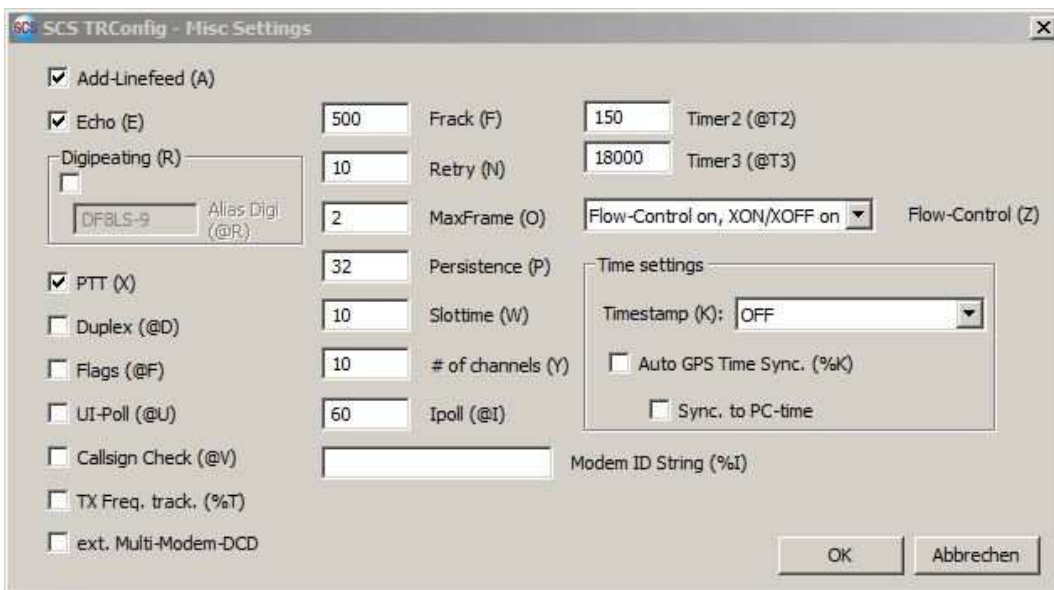 SCS TRConfig - Misc Settings
Add-Linefeed (A)
Echo (E)
Digipeating (R)
DF8LS-9
Alias Digi
(@R)
PTT (X)
Duplex (@D)
Flags (@F)
UI-Poll (@U)
Callsign Check (@V)
TX Freq. track. (%T)
ext. Multi-Modem-DCD
500 Frack (F)
10 Retry (N)
2 MaxFrame (O)
32 Persistence (P)
10 Slottime (W)
10 # of channels (Y)
60 Ipoll (@I)
Modem ID String (%I)
150 Timer2 (@T2)
18000 Timer3 (@T3)
Flow-Control on, XON/XOFF on Flow-Control (Z)
Time settings
Timestamp (K): OFF
Auto GPS Time Sync. (%K)
Sync. to PC-time
OK
Abbrechen